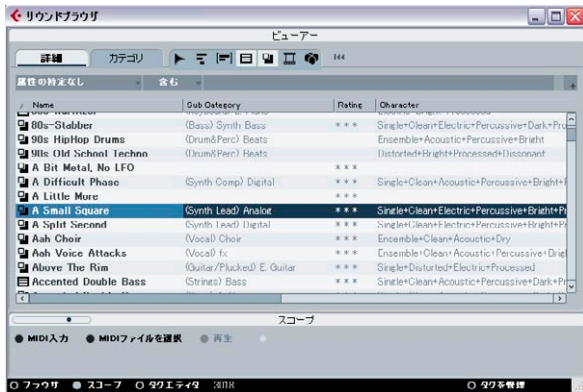 サウンドブラウザ
ビューアー
詳細 カテゴリ 144
属性の特定なし 含む
Name Sub Category Rating Character
80s-Stabber (Bass) Synth Bass * * * Single+Clean+Electric+Percussive+Dark+Pro
90s HipHop Drums (Drum&Perc) Beats Ensemble+Acoustic+Percussive+Bright
90s Old School Techno (Drum&Perc) Beats Distorted+Bright+Processed+Dissonant
A Bit Metal, No LFO * * *
A Difficult Phase (Synth Comp) Digital * * * Single+Clean+Acoustic+Percussive+Bright+
A Little More * * *
A Small Square (Synth Lead) Analog * * * Single+Clean+Electric+Percussive+Bright+Pr
A Split Second (Synth Lead) Digital * * * Single+Clean+Electric+Percussive+Bright+Pr
Aah Choir (Vocal) Choir * * * Ensemble+Clean+Acoustic+Dry
Aah Voice Attacks (Vocal) fx * * * Ensemble+Clean+Acoustic+Percussive+Brig
Above The Rim (Guitar/Plucked) E. Guitar * * * Single+Distorted+Electric+Processed
Accented Double Bass (Strings) Bass * * * Single+Clean+Acoustic+Percussive+Dark+Pr
スコープ
MIDI入力 MIDIファイルを選択 再生
ブラウザ スコープ タグエディタ 3018 タグを管理